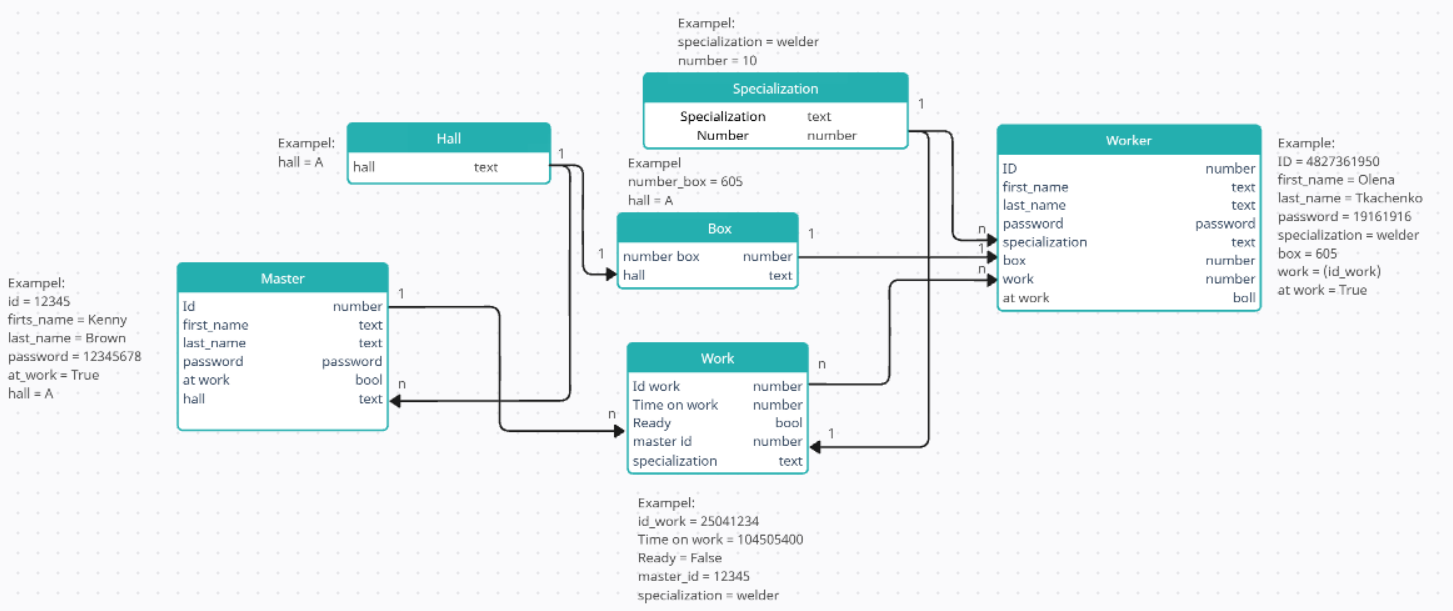 Exampel:
specialization = welder
number = 10
Specialization
Specialization text
Number number
1
Exampel:
hall = A
Hall
hall text
1
Exampel
number_box = 605
hall = A
Box
number box number
hall text
1
1
Worker
ID number
first_name text
last_name text
password password
specialization text
box number
work number
at work boll
n
1
n
Example:
ID = 4827361950
first_name = Olena
last_name = Tkachenko
password = 19161916
specialization = welder
box = 605
work = (id_work)
at work = True
Exampel:
id = 12345
firts_name = Kenny
last_name = Brown
password = 12345678
at_work = True
hall = A
Master
Id number
first_name text
last_name text
password password
at work bool
hall text
1
n
Work
Id work number
Time on work number
Ready bool
master id number
specialization text
n
n
1
Exampel:
id_work = 25041234
Time on work = 104505400
Ready = False
master_id = 12345
specialization = welder